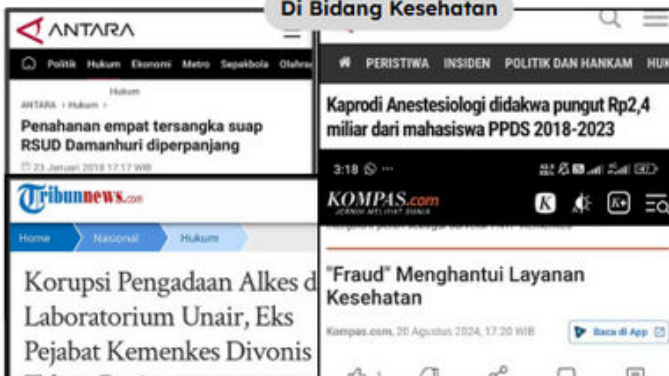 Di Bidang Kesehatan
ANTARA
Politik Hukum Ekonomi Metro Sepakbola
Hukum
ANTARA › Hukum ›
Penahanan empat tersangka suap
RSUD Damanhuri diperpanjang
23 Januari 2018 17:17 WIB
PERISTIWA INSIDEN POLITIK DAN HANKAM
Kaprodi Anestesiologi didakwa pungut Rp2,4
miliar dari mahasiswa PPDS 2018-2023
Tribunnews.com
Home Nasional Hukum
Korupsi Pengadaan Alkes d
Laboratorium Unair, Eks
Pejabat Kemenkes Divonis
3:18
KOMPAS.com
JERNIH MELIHAT DUNIA
K K+
"Fraud" Menghantui Layanan
Kesehatan
Kompas.com, 20 Agustus 2024, 17.20 WIB
Baca di App